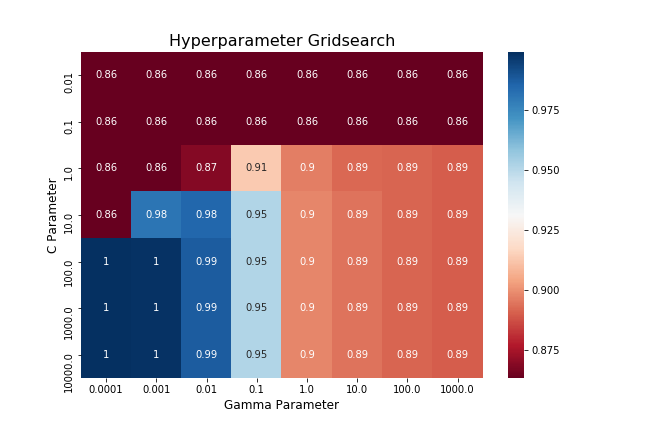 Hyperparameter Gridsearch
C Parameter
0.01 0.86 0.86 0.86 0.86 0.86 0.86 0.86 0.86
0.1 0.86 0.86 0.86 0.86 0.86 0.86 0.86 0.86
1.0 0.86 0.86 0.87 0.91 0.9 0.89 0.89 0.89
10.0 0.86 0.98 0.98 0.95 0.9 0.89 0.89 0.89
100.0 1 1 0.99 0.95 0.9 0.89 0.89 0.89
1000.0 1 1 0.99 0.95 0.9 0.89 0.89 0.89
10000.0 1 1 0.99 0.95 0.9 0.89 0.89 0.89
0.0001 0.001 0.01 0.1 1.0 10.0 100.0 1000.0
Gamma Parameter
0.975
0.950
0.925
0.900
0.875